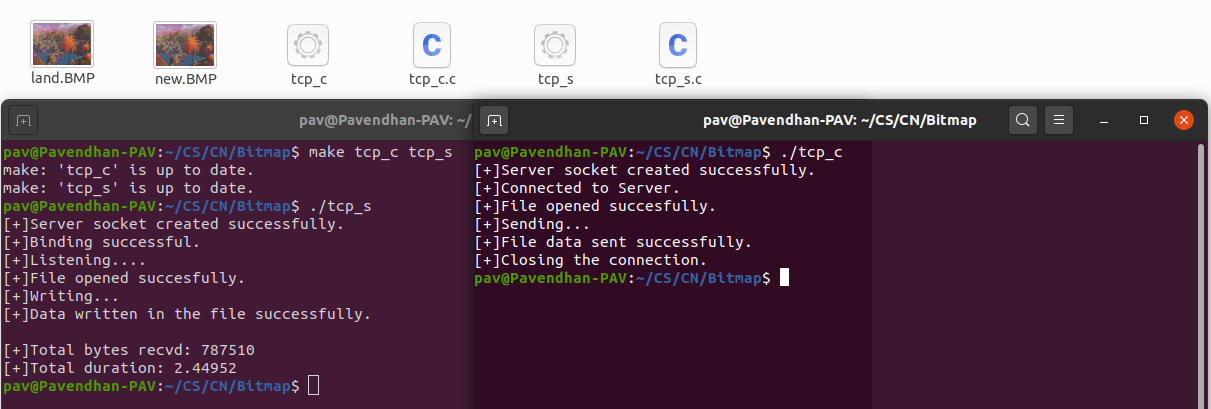 land.BMP
new.BMP
tcp_c
C
tcp_c.c
tcp_s
C
tcp_s.c
pav@Pavendhan-PAV: ~/
pav@Pavendhan-PAV:~/CS/CN/Bitmap$ make tcp_c tcp_s
make: 'tcp_c' is up to date.
make: 'tcp_s' is up to date.
pav@Pavendhan-PAV:~/CS/CN/Bitmap$ ./tcp_s
[+]Server socket created successfully.
[+]Binding successful.
[+]Listening....
[+]File opened succesfully.
[+]Writing...
[+]Data written in the file successfully.
[+]Total bytes recvd: 787510
[+]Total duration: 2.44952
pav@Pavendhan-PAV:~/CS/CN/Bitmap$
pav@Pavendhan-PAV: ~/CS/CN/Bitmap
pav@Pavendhan-PAV:~/CS/CN/Bitmap$ ./tcp_c
[+]Server socket created successfully.
[+]Connected to Server.
[+]File opened succesfully.
[+]Sending...
[+]File data sent successfully.
[+]Closing the connection.
pav@Pavendhan-PAV:~/CS/CN/Bitmap$